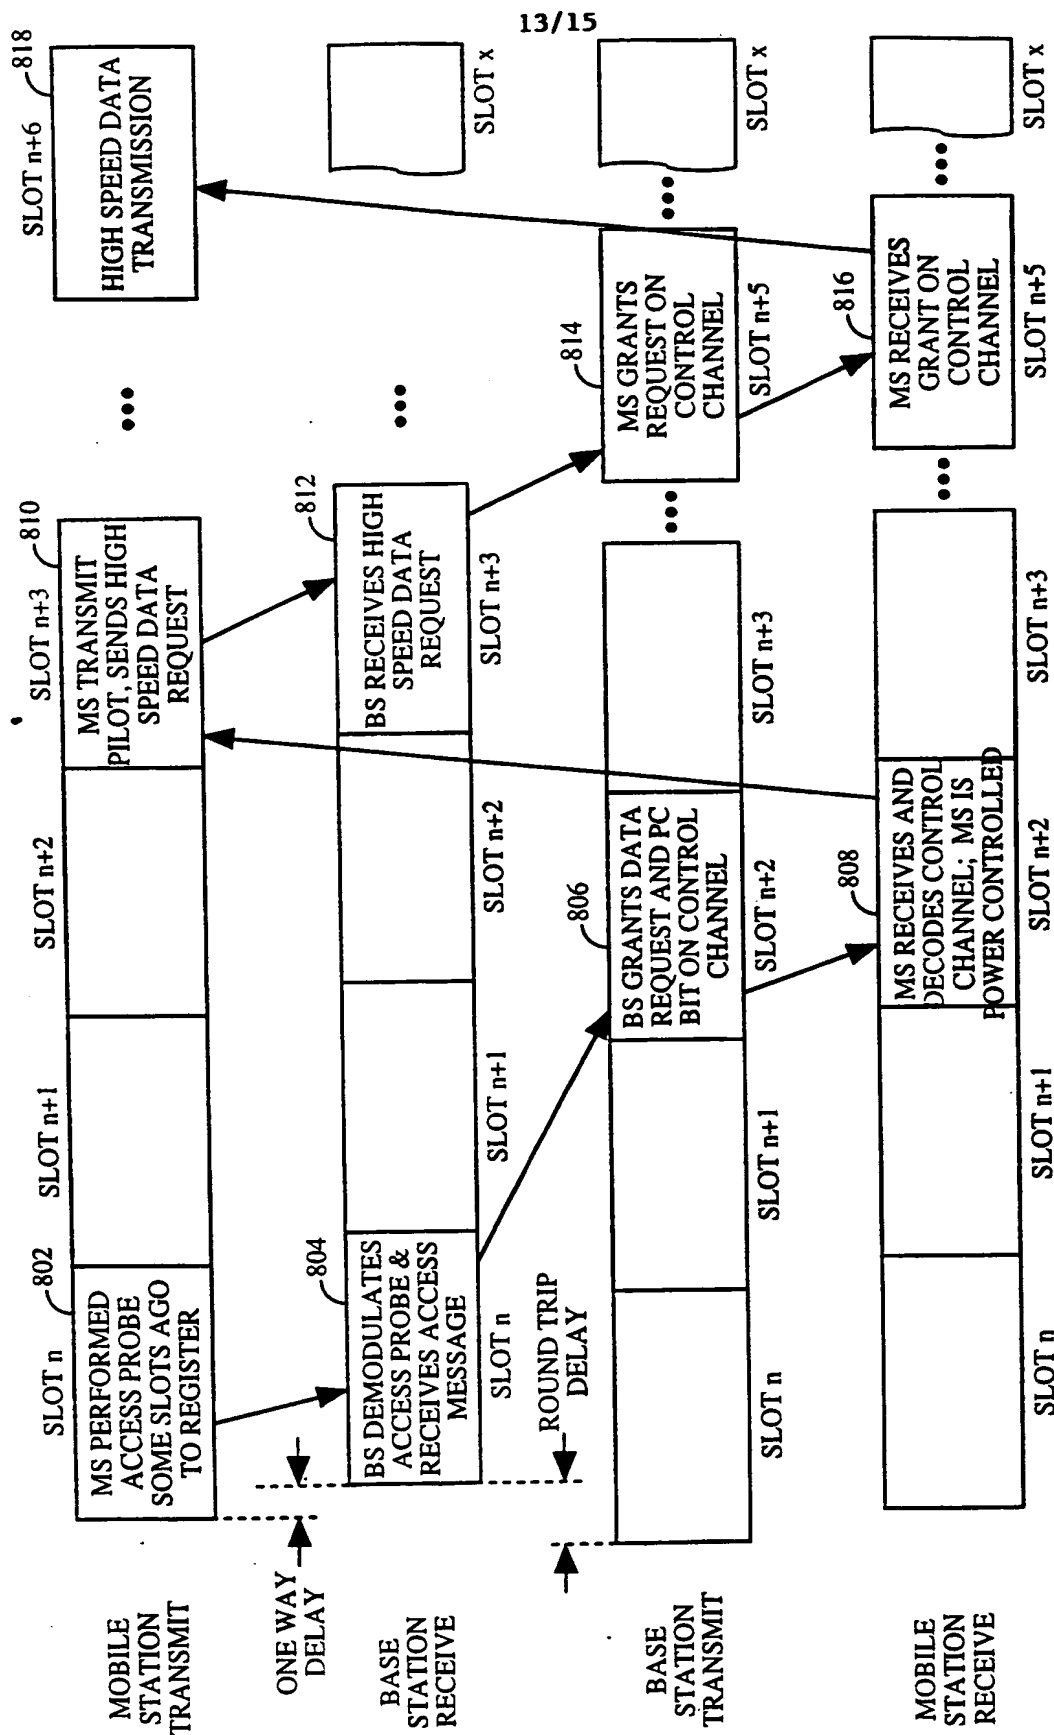 13/15
MOBILE
STATION
TRANSMIT
SLOT n
802
MS PERFORMED
ACCESS PROBE
SOME SLOTS AGO
TO REGISTER
SLOT n+1
SLOT n+2
SLOT n+3
810
MS TRANSMIT
PILOT, SENDS HIGH
SPEED DATA
REQUEST
•••
SLOT n+6
818
HIGH SPEED DATA
TRANSMISSION
ONE WAY
DELAY
BASE
STATION
RECEIVE
804
BS DEMODULATES
ACCESS PROBE &
RECEIVES ACCESS
MESSAGE
SLOT n
SLOT n+1
SLOT n+2
812
BS RECEIVES HIGH
SPEED DATA
REQUEST
SLOT n+3
•••
SLOT x
ROUND TRIP
DELAY
BASE
STATION
TRANSMIT
SLOT n
SLOT n+1
806
BS GRANTS DATA
REQUEST AND PC
BIT ON CONTROL
CHANNEL
SLOT n+2
SLOT n+3
•••
814
MS GRANTS
REQUEST ON
CONTROL
CHANNEL
SLOT n+5
•••
SLOT x
MOBILE
STATION
RECEIVE
SLOT n
SLOT n+1
808
MS RECEIVES AND
DECODES CONTROL
CHANNEL; MS IS
POWER CONTROLLED
SLOT n+2
SLOT n+3
•••
816
MS RECEIVES
GRANT ON
CONTROL
CHANNEL
SLOT n+5
•••
SLOT x